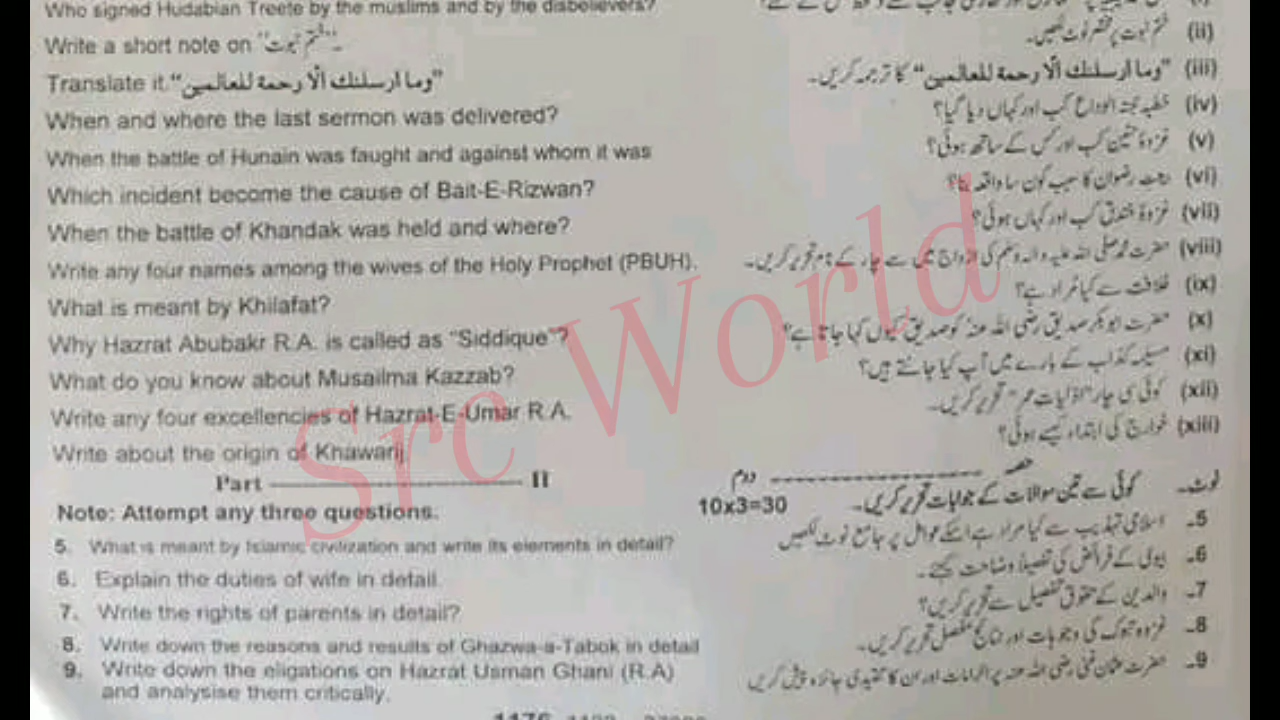 Who signed Hudabian Treete by the muslims and by the disbelievers?
Write a short note on "ختم نبوت"۔
(ii) ختم نبوت پر مختصر نوٹ لکھیں۔
Translate it."وما ارسلنك الّا رحمة للعالمين"
(iii) "وما ارسلنك الّا رحمة للعالمين" کا ترجمہ کریں۔
When and where the last sermon was delivered?
(iv) خطبہ حجۃ الوداع کب اور کہاں دیا گیا؟
When the battle of Hunain was faught and against whom it was
(v) غزوۂ حنین کب اور کس کے ساتھ ہوئی؟
Which incident become the cause of Bait-E-Rizwan?
(vi) بیعت رضوان کا سبب کون سا واقعہ بنا؟
When the battle of Khandak was held and where?
(vii) غزوۂ خندق کب اور کہاں ہوئی؟
Write any four names among the wives of the Holy Prophet (PBUH).
(viii) حضرت محمد صلی اللہ علیہ والہ وسلم کی ازواج میں سے چار کے نام تحریر کریں۔
What is meant by Khilafat?
(ix) خلافت سے کیا مراد ہے؟
Why Hazrat Abubakr R.A. is called as "Siddique"?
(x) حضرت ابوبکر صدیق رضی اللہ عنہ کو صدیق کیوں کہا جاتا ہے؟
What do you know about Musailma Kazzab?
(xi) مسیلمہ کذاب کے بارے میں آپ کیا جانتے ہیں؟
Write any four excellencies of Hazrat-E-Umar R.A.
(xii) کوئی سی چار "اوّلیات عمر" تحریر کریں۔
Write about the origin of Khawarij.
(xiii) خوارج کی ابتداء کیسے ہوئی؟
Part ---------------------- II
حصہ ---------------------- دوم
Note: Attempt any three questions.
10x3=30
نوٹ۔ کوئی سے تین سوالات کے جوابات تحریر کریں۔
5. What is meant by Islamic civilization and write its elements in detail?
5۔ اسلامی تہذیب سے کیا مراد ہے اسکے عوامل پر جامع نوٹ لکھیں
6. Explain the duties of wife in detail.
6۔ بیوی کے فرائض کی تفصیلاً وضاحت کیجئے۔
7. Write the rights of parents in detail?
7۔ والدین کے حقوق تفصیل سے تحریر کریں؟
8. Write down the reasons and results of Ghazwa-a-Tabok in detail
8۔ غزوہ تبوک کی وجوہات اور نتائج مفصل تحریر کریں۔
9. Write down the eligations on Hazrat Usman Ghani (R.A)
and analysise them critically.
9۔ حضرت عثمان غنی رضی اللہ عنہ پر الزامات اور ان کا تنقیدی جائزہ پیش کریں
Src World